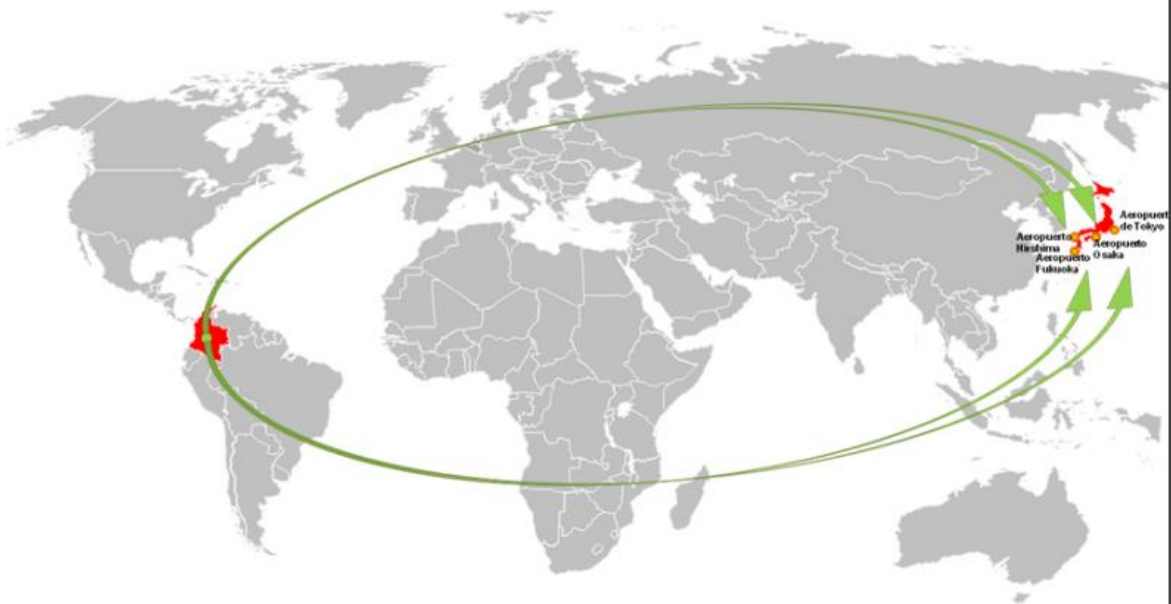 Aeropuert
de Tokyo
Aeropuerto
Hiroshima
Aeropuerto
Osaka
Aeropuerto
Fukuoka